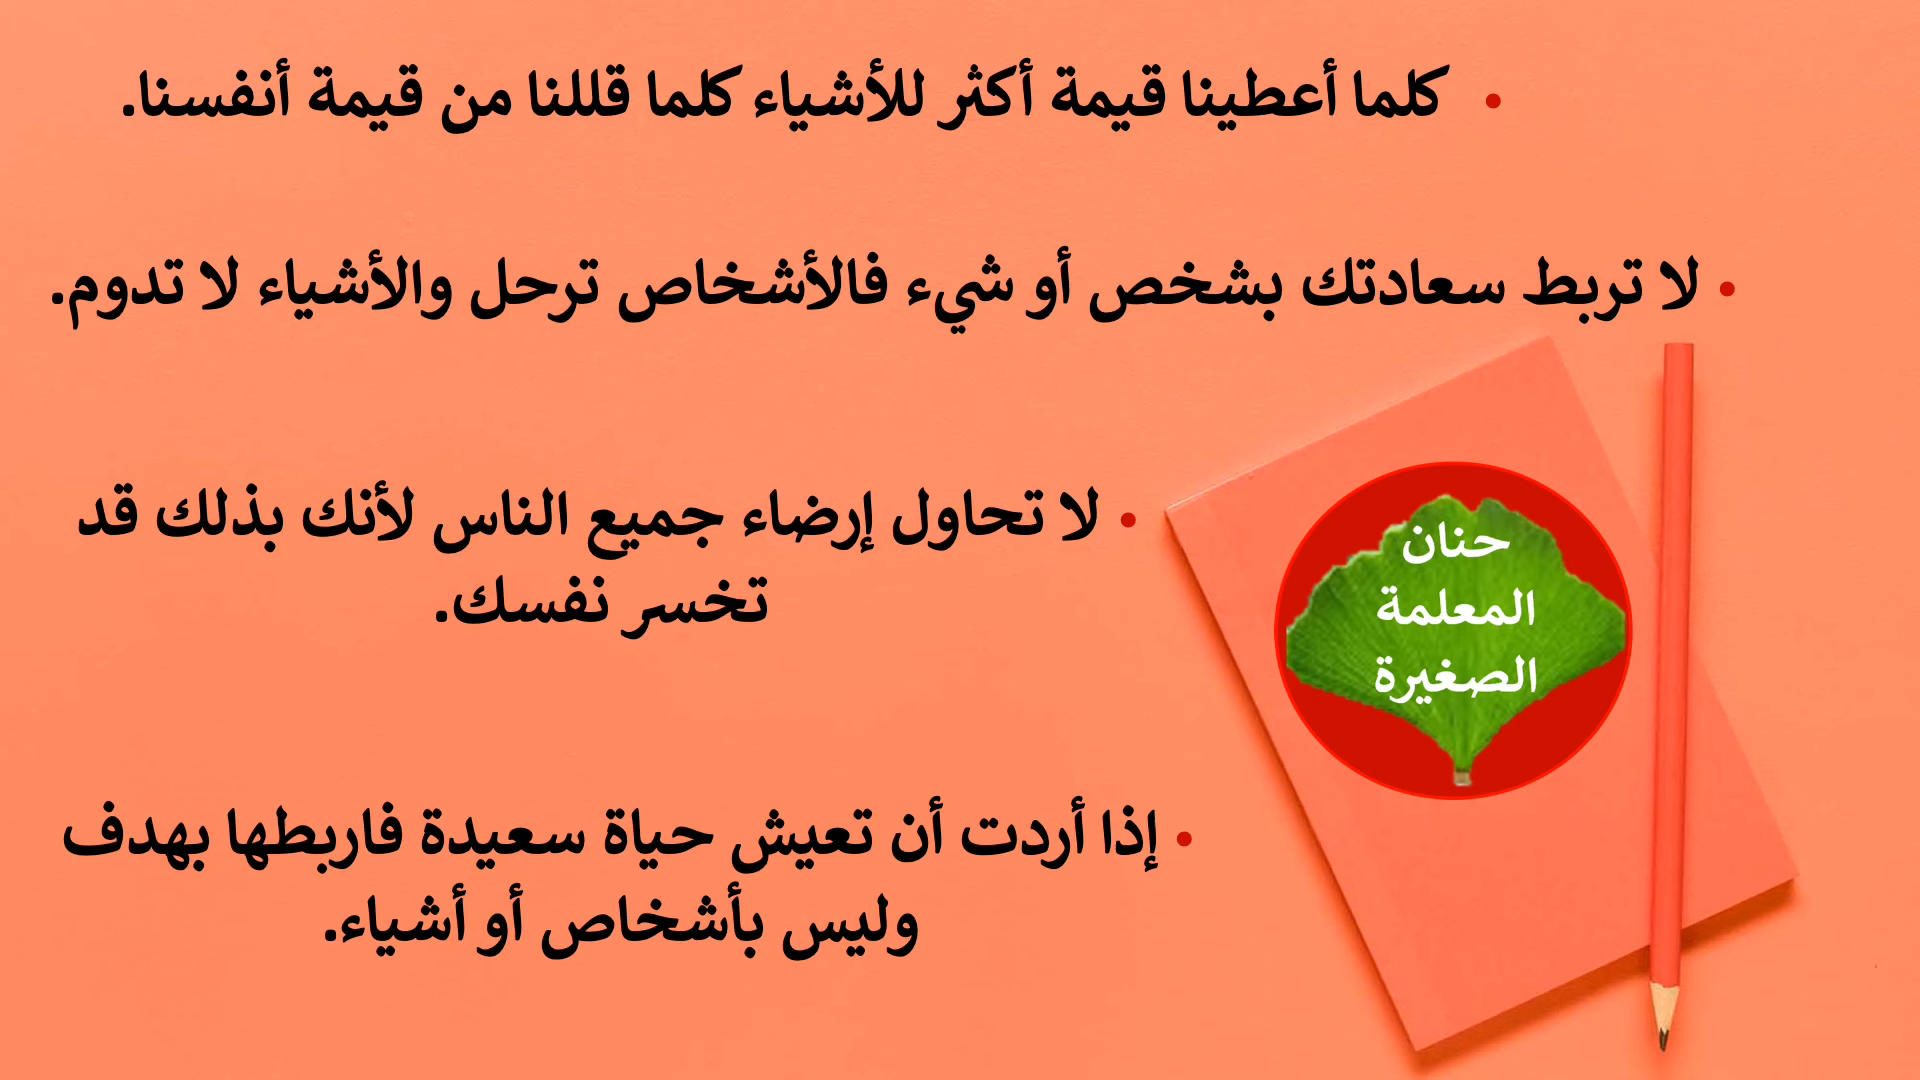 • كلما أعطينا قيمة أكثر للأشياء كلما قللنا من قيمة أنفسنا.
• لا تربط سعادتك بشخص أو شيء فالأشخاص ترحل والأشياء لا تدوم.
• لا تحاول إرضاء جميع الناس لأنك بذلك قد
تخسر نفسك.
• إذا أردت أن تعيش حياة سعيدة فاربطها بهدف
وليس بأشخاص أو أشياء.
حنان
المعلمة
الصغيرة